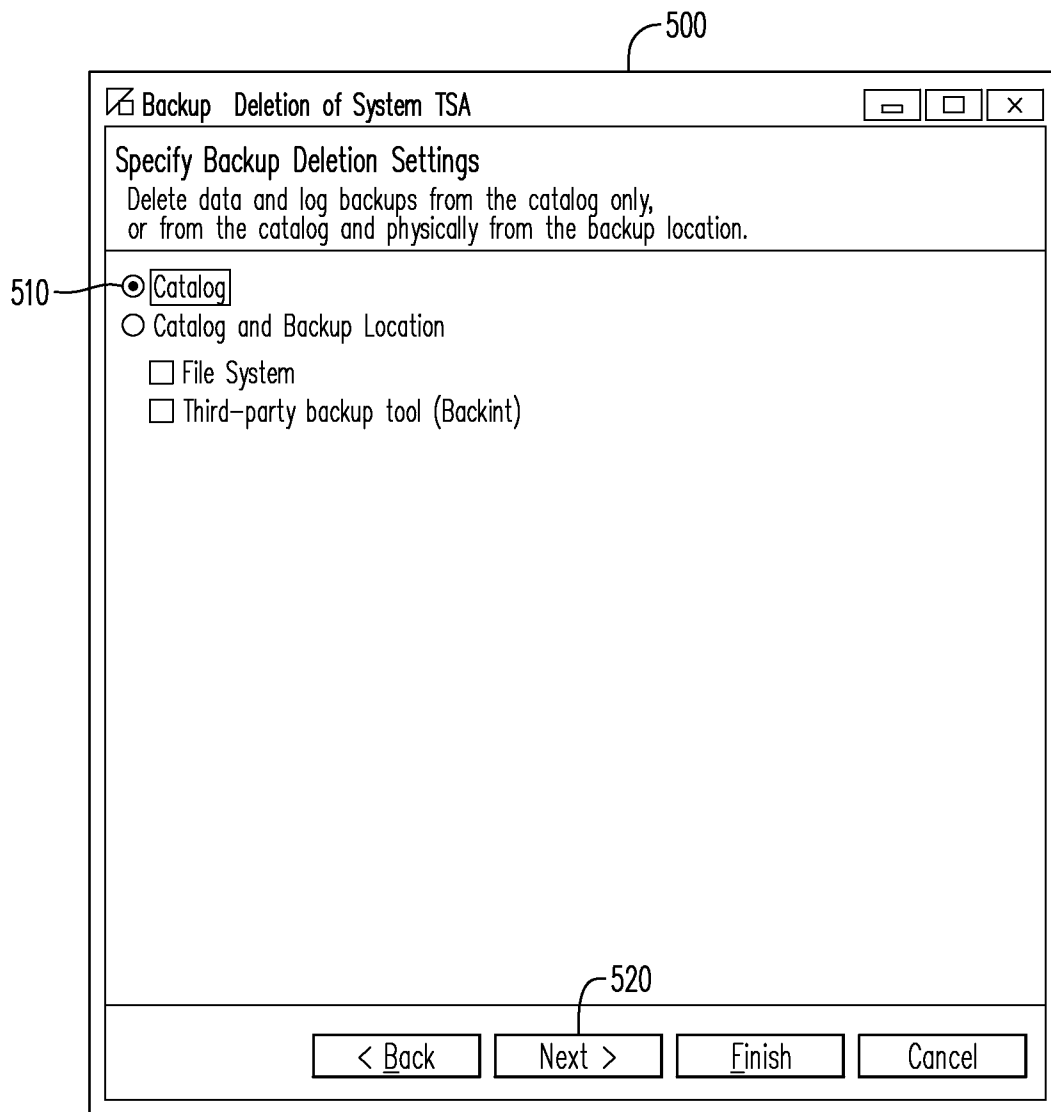 500
Backup Deletion of System TSA
Specify Backup Deletion Settings
Delete data and log backups from the catalog only,
or from the catalog and physically from the backup location.
510
Catalog
Catalog and Backup Location
File System
Third-party backup tool (Backint)
520
< Back Next > Finish Cancel